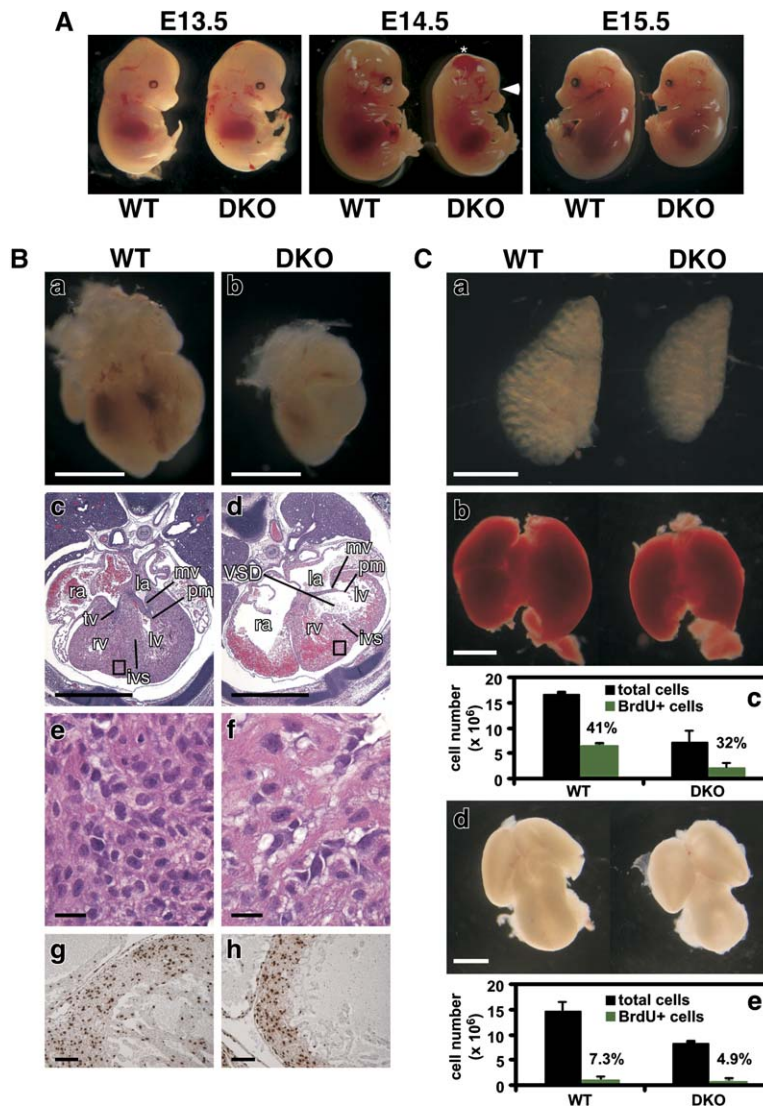 A
E13.5 E14.5 E15.5
*
WT DKO WT DKO WT DKO
B WT DKO
a b
c d
ra la mv pm tv rv lv ivs
VSD la mv pm lv ra rv ivs
e f
g h
C WT DKO
a
b
c
cell number
(x 10⁶)
20
15
10
5
0
total cells
BrdU+ cells
41%
32%
WT DKO
d
e
cell number
(x 10⁶)
20
15
10
5
0
total cells
BrdU+ cells
7.3%
4.9%
WT DKO